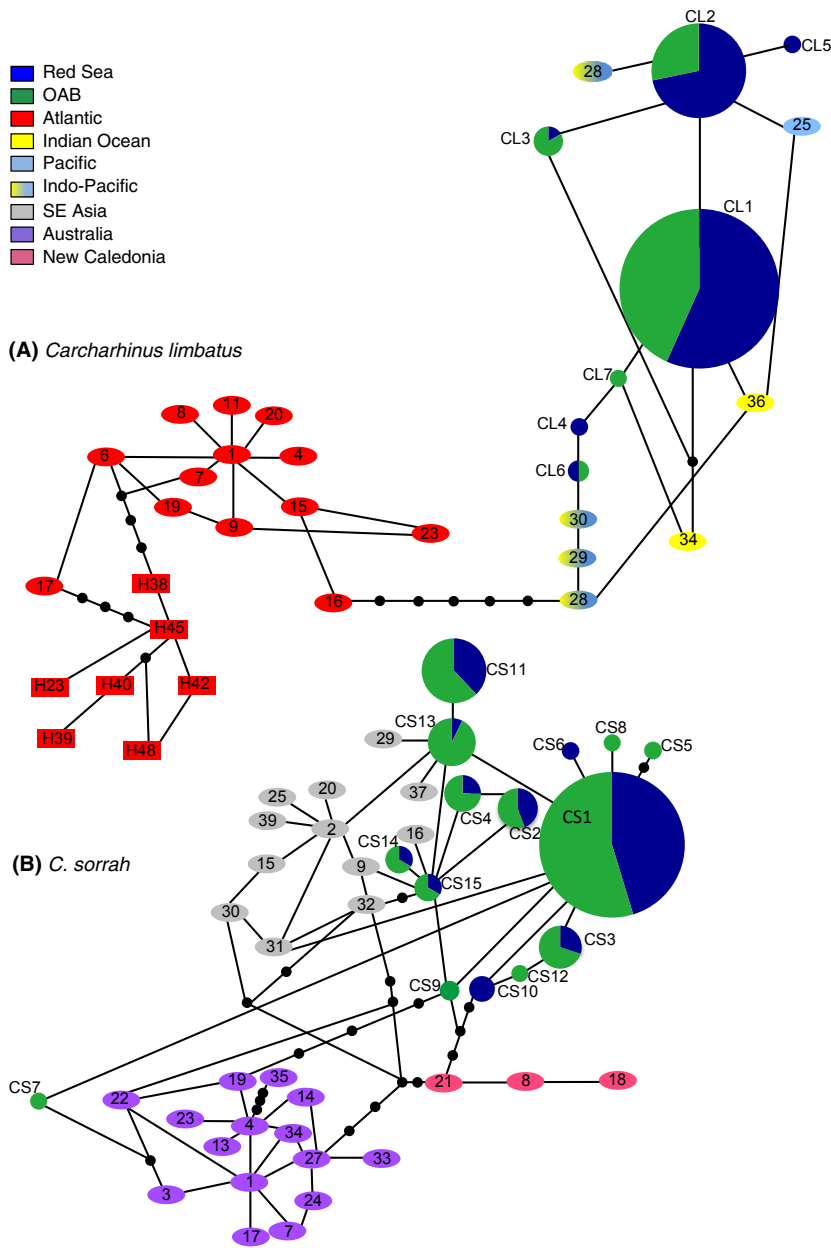 Red Sea
OAB
Atlantic
Indian Ocean
Pacific
Indo-Pacific
SE Asia
Australia
New Caledonia
CL2
CL5
28
25
CL3
CL1
(A) Carcharhinus limbatus
CL7
36
CL4
CL6
30
34
29
28
8
11
20
6
1
4
7
19
15
9
23
17
H38
16
H45
H23
H40
H42
H39
H48
CS11
CS13
29
CS6
CS8
CS5
37
20
25
CS4
CS2
CS1
39
2
16
CS14
(B) C. sorrah
15
9
CS15
30
32
31
CS3
CS12
CS9
CS10
CS7
19
35
21
8
18
22
14
23
4
34
13
27
33
1
3
24
17
7